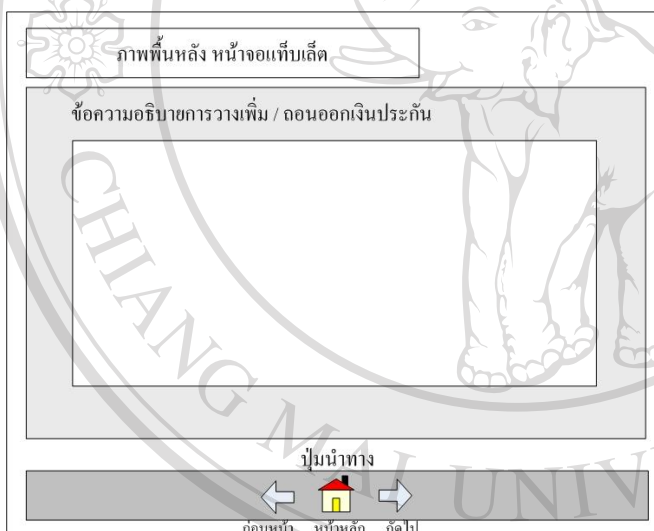 ภาพพื้นหลัง หน้าจอแท็บเล็ต
ข้อความอธิบายการวางเพิ่ม / ถอนออกเงินประกัน
CHIANG MAI UNIV
ปุ่มนำทาง
ก่อนหน้า หน้าหลัก ถัดไป